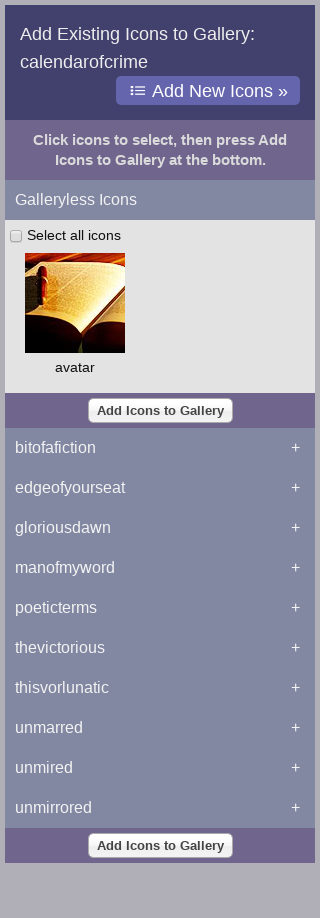 Add Existing Icons to Gallery:
calendarofcrime
Add New Icons »
Click icons to select, then press Add
Icons to Gallery at the bottom.
Galleryless Icons
Select all icons
avatar
Add Icons to Gallery
bitofafiction +
edgeofyourseat +
gloriousdawn +
manofmyword +
poeticterms +
thevictorious +
thisvorlunatic +
unmarred +
unmired +
unmirrored +
Add Icons to Gallery